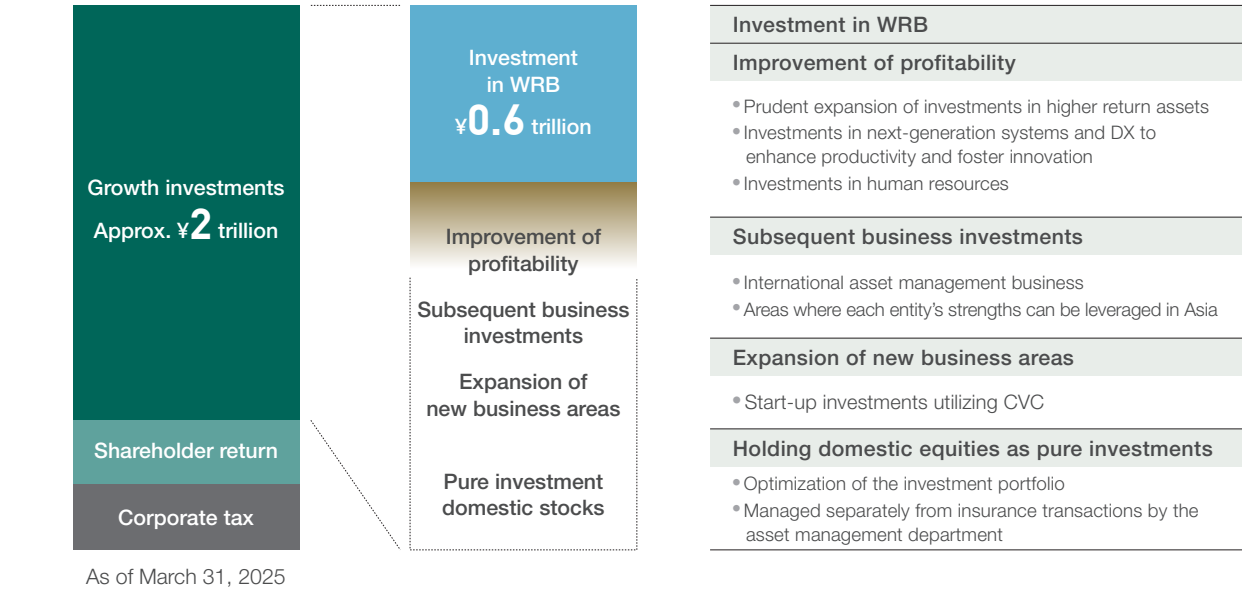 Growth investments
Approx. ¥2 trillion
Shareholder return
Corporate tax
As of March 31, 2025
Investment
in WRB
¥0.6 trillion
Improvement of
profitability
Subsequent business
investments
Expansion of
new business areas
Pure investment
domestic stocks
Investment in WRB
Improvement of profitability
• Prudent expansion of investments in higher return assets
• Investments in next-generation systems and DX to
enhance productivity and foster innovation
• Investments in human resources
Subsequent business investments
• International asset management business
• Areas where each entity's strengths can be leveraged in Asia
Expansion of new business areas
• Start-up investments utilizing CVC
Holding domestic equities as pure investments
• Optimization of the investment portfolio
• Managed separately from insurance transactions by the
asset management department